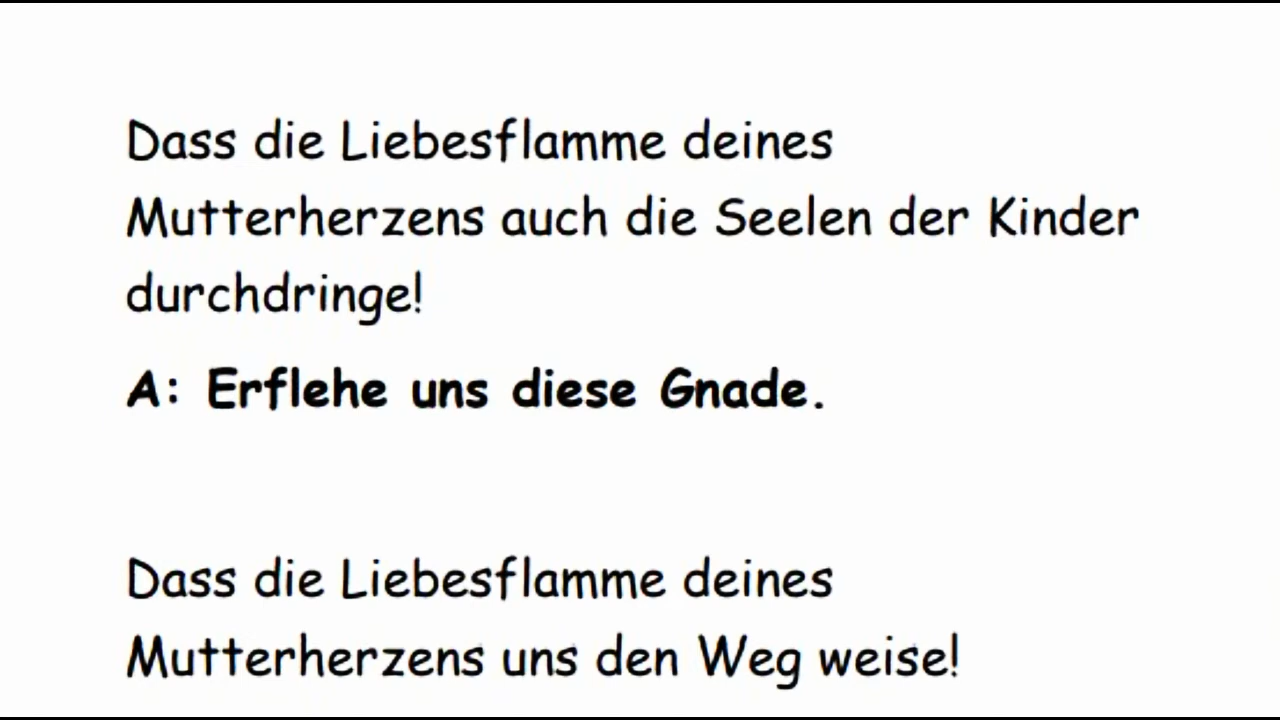 Dass die Liebesflamme deines
Mutterherzens auch die Seelen der Kinder
durchdringe!
A: Erflehe uns diese Gnade.
Dass die Liebesflamme deines
Mutterherzens uns den Weg weise!